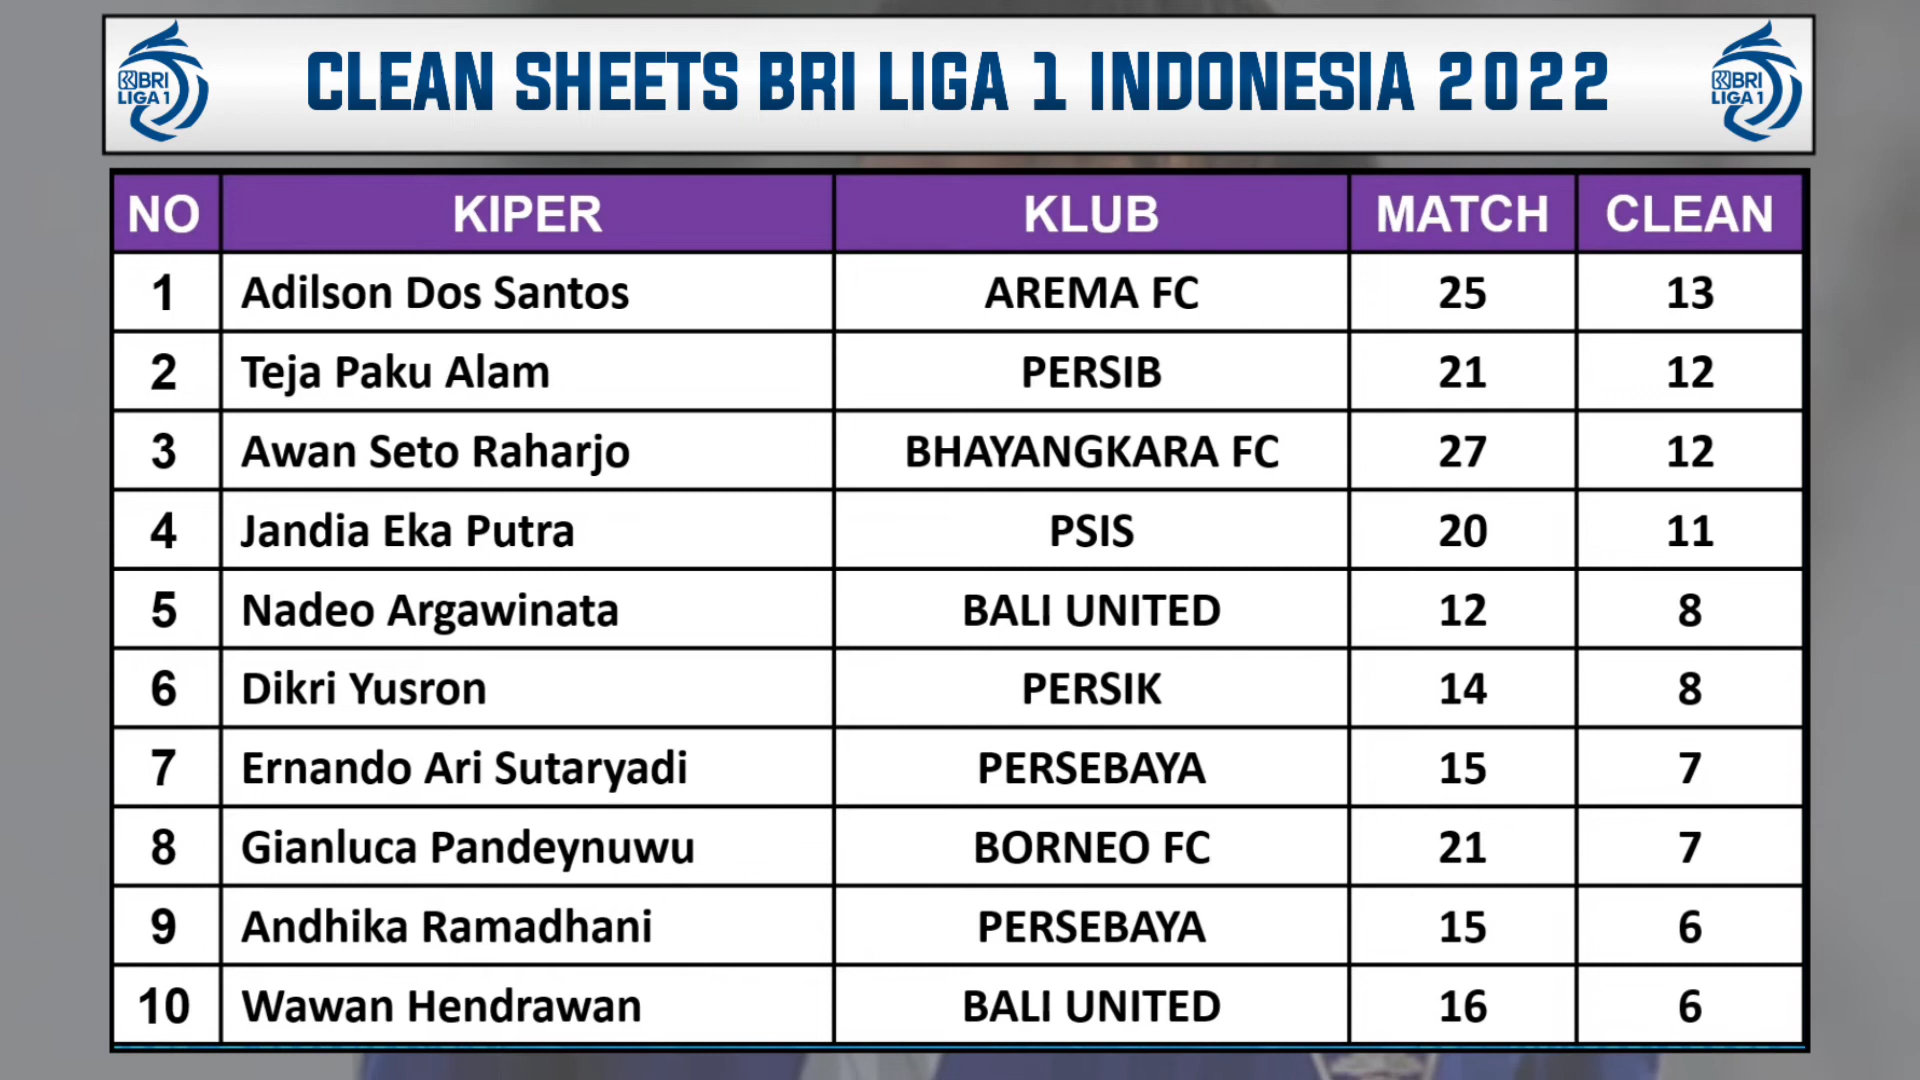 BRI
LIGA 1
CLEAN SHEETS BRI LIGA 1 INDONESIA 2022
BRI
LIGA 1
NO KIPER KLUB MATCH CLEAN
1 Adilson Dos Santos AREMA FC 25 13
2 Teja Paku Alam PERSIB 21 12
3 Awan Seto Raharjo BHAYANGKARA FC 27 12
4 Jandia Eka Putra PSIS 20 11
5 Nadeo Argawinata BALI UNITED 12 8
6 Dikri Yusron PERSIK 14 8
7 Ernando Ari Sutaryadi PERSEBAYA 15 7
8 Gianluca Pandeynuwu BORNEO FC 21 7
9 Andhika Ramadhani PERSEBAYA 15 6
10 Wawan Hendrawan BALI UNITED 16 6